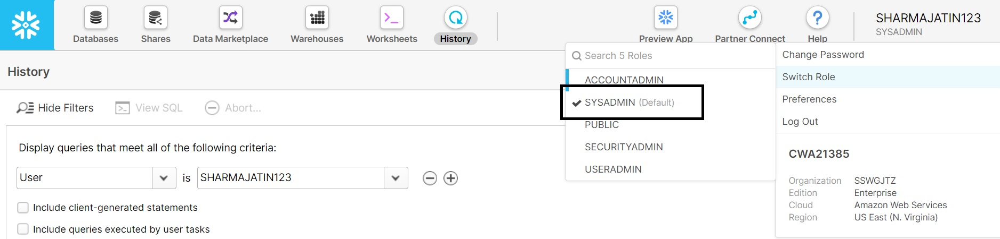 Databases
Shares
Data Marketplace
Warehouses
Worksheets
History
Preview App
Partner Connect
Help
SHARMAJATIN123
SYSADMIN
History
Hide Filters
View SQL
Abort...
Display queries that meet all of the following criteria:
User
is
SHARMAJATIN123
Include client-generated statements
Include queries executed by user tasks
Search 5 Roles
ACCOUNTADMIN
SYSADMIN (Default)
PUBLIC
SECURITYADMIN
USERADMIN
Change Password
Switch Role
Preferences
Log Out
CWA21385
Organization SSWGJTZ
Edition Enterprise
Cloud Amazon Web Services
Region US East (N. Virginia)